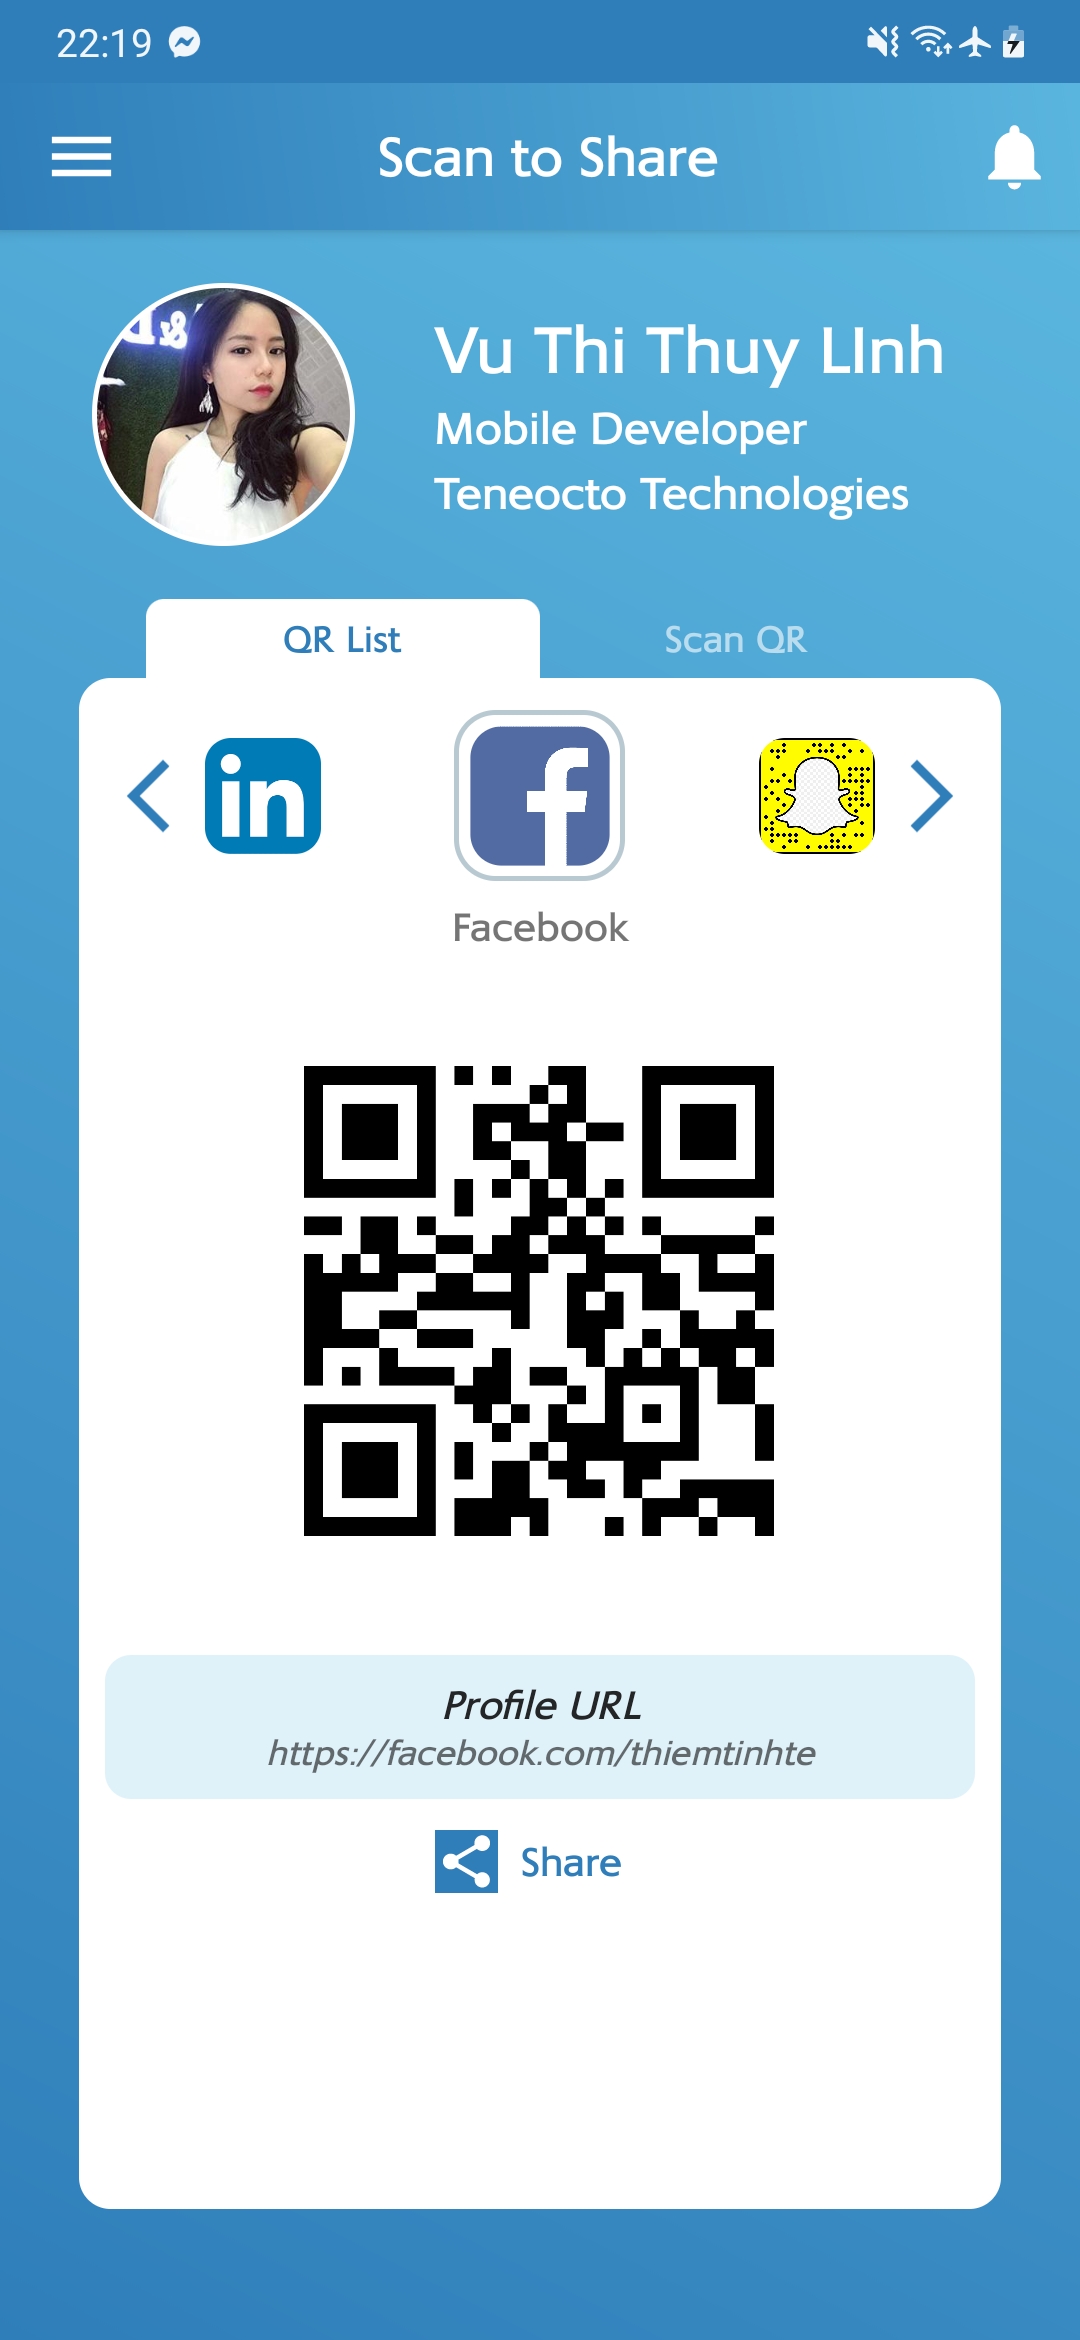 22:19
Scan to Share
Vu Thi Thuy LInh
Mobile Developer
Teneocto Technologies
QR List
Scan QR
in
f
Facebook
Profile URL
https://facebook.com/thiemtinhte
Share